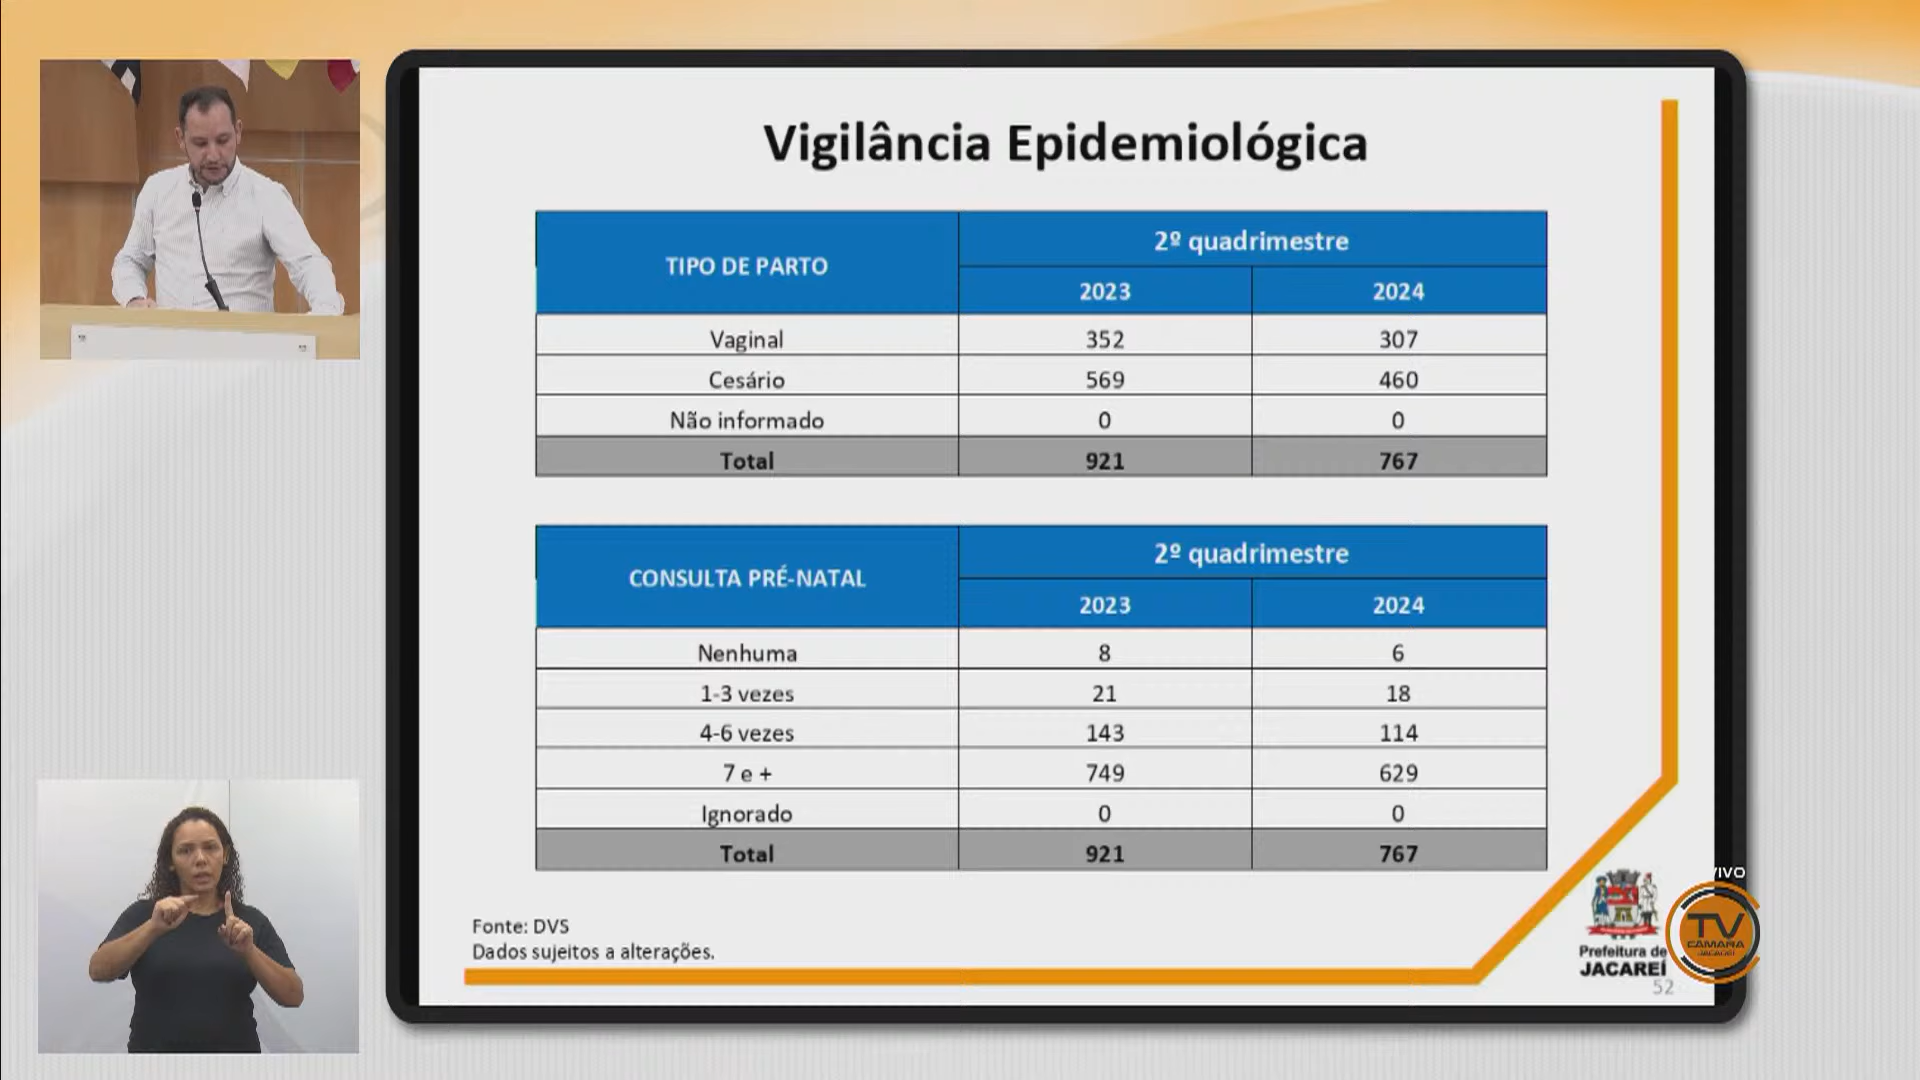 Vigilância Epidemiológica
TIPO DE PARTO
2º quadrimestre
2023 2024
Vaginal 352 307
Cesário 569 460
Não informado 0 0
Total 921 767
CONSULTA PRÉ-NATAL
2º quadrimestre
2023 2024
Nenhuma 8 6
1-3 vezes 21 18
4-6 vezes 143 114
7 e + 749 629
Ignorado 0 0
Total 921 767
Fonte: DVS
Dados sujeitos a alterações.
Prefeitura de
JACAREÍ
52
VIVO
TV
CÂMARA
JACAREÍ